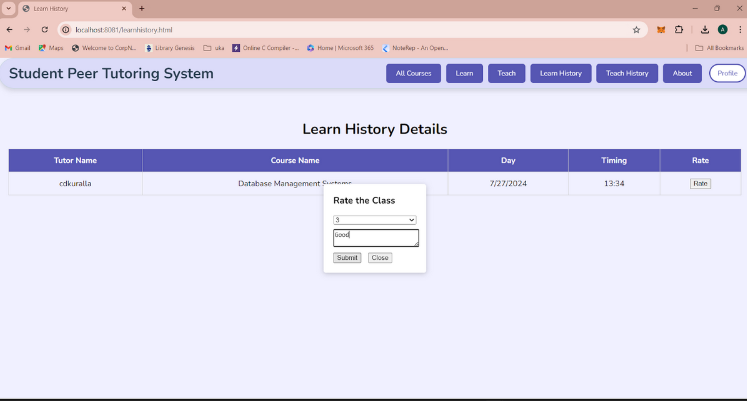 Learn History
localhost:8081/learnhistory.html
A
Gmail Maps Welcome to CorpN... Library Genesis uka Online C Compiler -... Home | Microsoft 365 NoteRep - An Open... All Bookmarks
Student Peer Tutoring System All Courses Learn Teach Learn History Teach History About Profile
Learn History Details
Tutor Name Course Name Day Timing Rate
cdkuralla Database Management Systems 7/27/2024 13:34 Rate
Rate the Class
3
Good
Submit Close